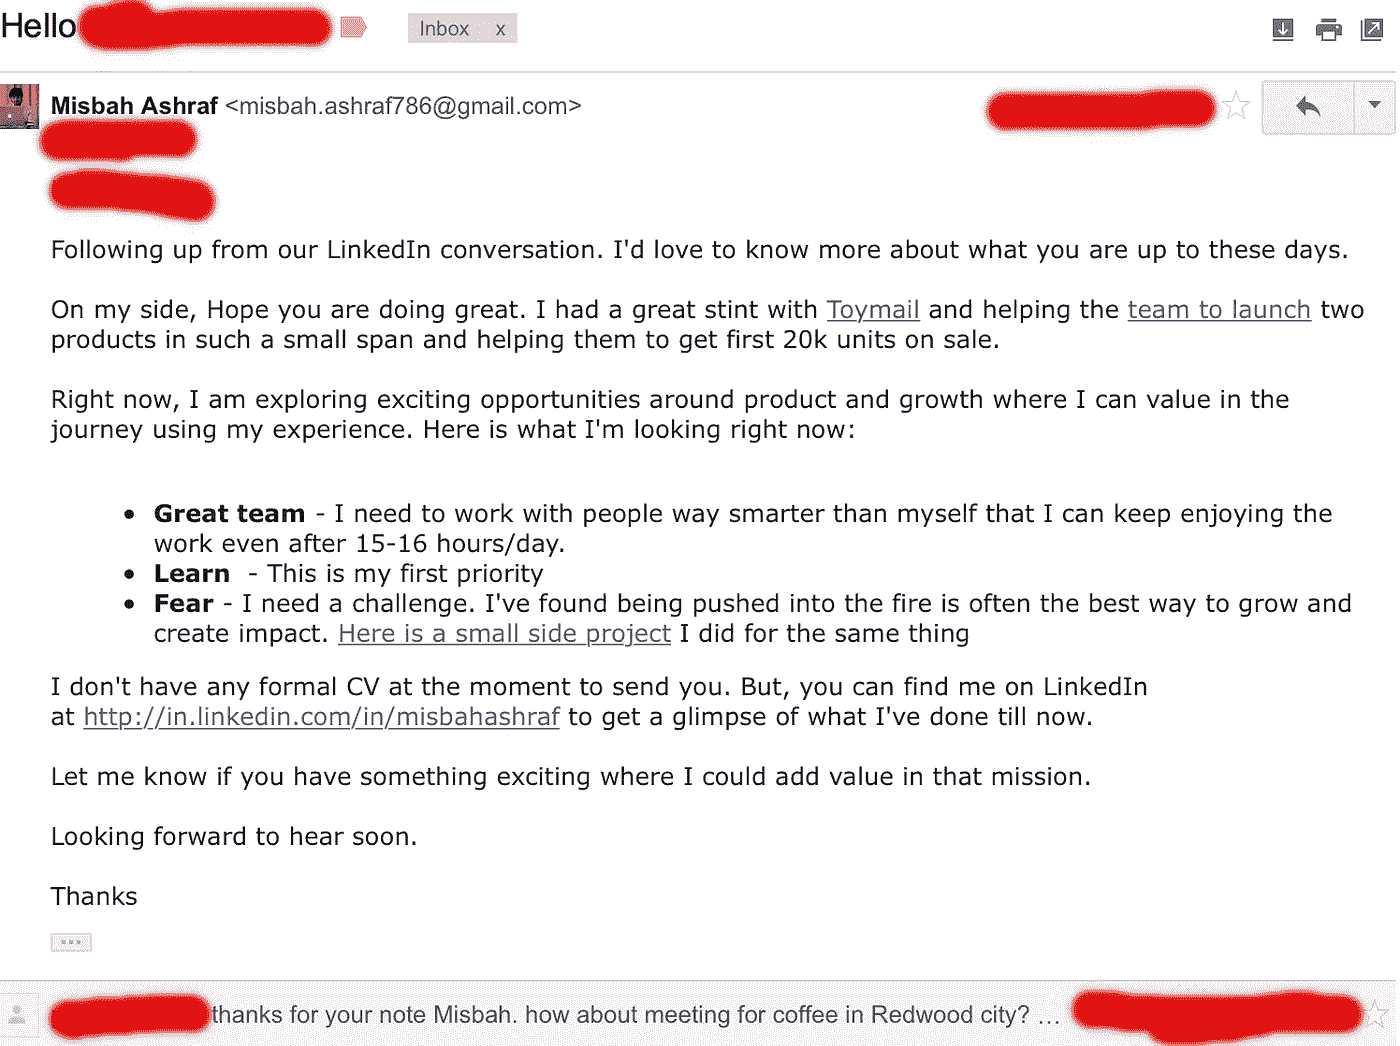 Hello
Inbox x
Misbah Ashraf <misbah.ashraf786@gmail.com>
Following up from our LinkedIn conversation. I'd love to know more about what you are up to these days.
On my side, Hope you are doing great. I had a great stint with Toymail and helping the team to launch two
products in such a small span and helping them to get first 20k units on sale.
Right now, I am exploring exciting opportunities around product and growth where I can value in the
journey using my experience. Here is what I'm looking right now:
• Great team - I need to work with people way smarter than myself that I can keep enjoying the
work even after 15-16 hours/day.
• Learn - This is my first priority
• Fear - I need a challenge. I've found being pushed into the fire is often the best way to grow and
create impact. Here is a small side project I did for the same thing
I don't have any formal CV at the moment to send you. But, you can find me on LinkedIn
at http://in.linkedin.com/in/misbahashraf to get a glimpse of what I've done till now.
Let me know if you have something exciting where I could add value in that mission.
Looking forward to hear soon.
Thanks
...
thanks for your note Misbah. how about meeting for coffee in Redwood city? ...